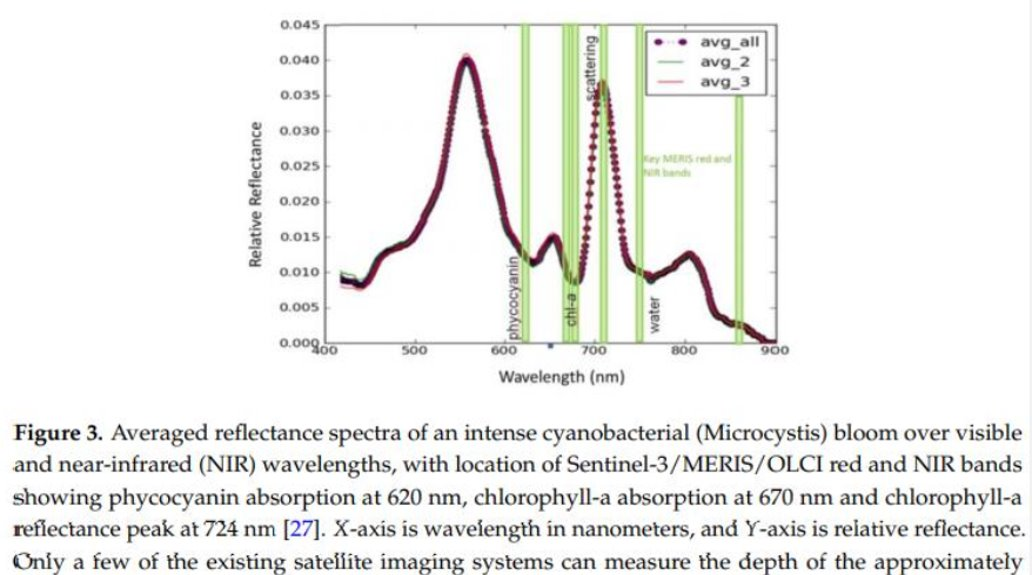 0.045
0.040
0.035
0.030
0.025
0.020
0.015
0.010
0.005
0.000
Relative Reflectance
400
500
600
700
800
900
Wavelength (nm)
phycocyanin
chl-a
scattering
water
avg_all
avg_2
avg_3
Key MERIS red and
NIR bands
Figure 3. Averaged reflectance spectra of an intense cyanobacterial (Microcystis) bloom over visible
and near-infrared (NIR) wavelengths, with location of Sentinel-3/MERIS/OLCI red and NIR bands
showing phycocyanin absorption at 620 nm, chlorophyll-a absorption at 670 nm and chlorophyll-a
reflectance peak at 724 nm [27]. X-axis is wavelength in nanometers, and Y-axis is relative reflectance.
Only a few of the existing satellite imaging systems can measure the depth of the approximately